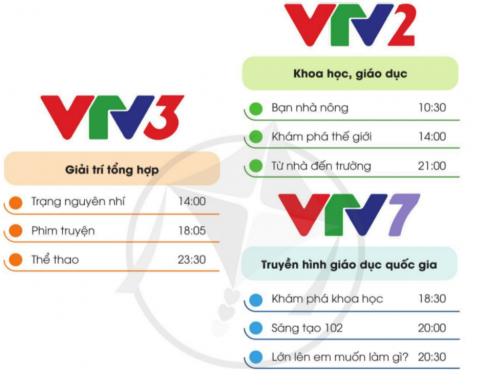 VTV3
Giải trí tổng hợp
Trạng nguyên nhí 14:00
Phim truyện 18:05
Thể thao 23:30
VTV2
Khoa học, giáo dục
Bạn nhà nông 10:30
Khám phá thế giới 14:00
Từ nhà đến trường 21:00
VTV7
Truyền hình giáo dục quốc gia
Khám phá khoa học 18:30
Sáng tạo 102 20:00
Lớn lên em muốn làm gì? 20:30